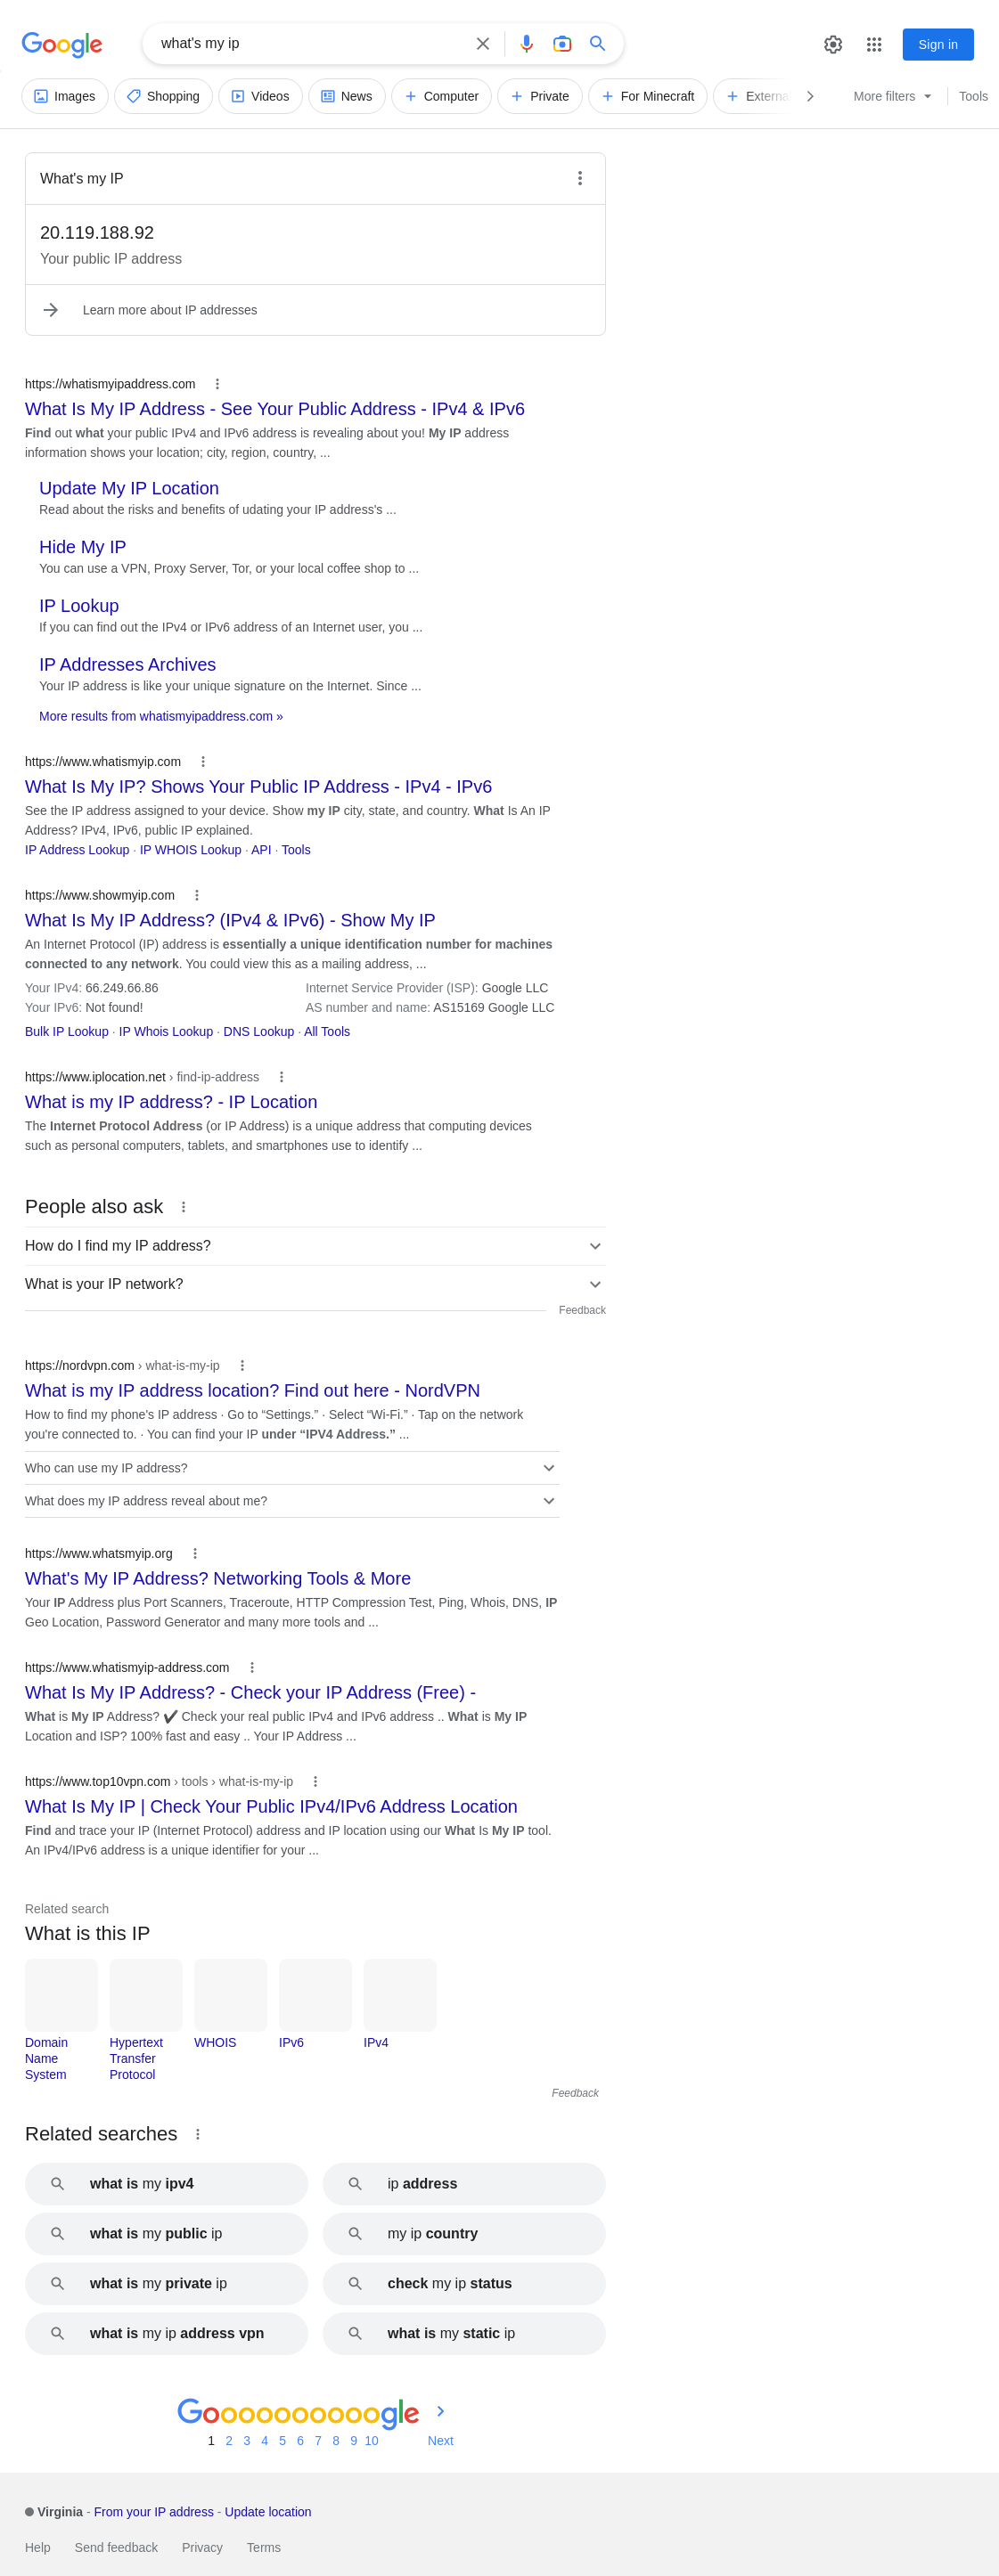 Google
what's my ip
Sign in
Images
Shopping
Videos
News
Computer
Private
For Minecraft
Externa
More filters
Tools
What's my IP
20.119.188.92
Your public IP address
Learn more about IP addresses
https://whatismyipaddress.com
What Is My IP Address - See Your Public Address - IPv4 & IPv6
Find out what your public IPv4 and IPv6 address is revealing about you! My IP address
information shows your location; city, region, country, ...
Update My IP Location
Read about the risks and benefits of udating your IP address's ...
Hide My IP
You can use a VPN, Proxy Server, Tor, or your local coffee shop to ...
IP Lookup
If you can find out the IPv4 or IPv6 address of an Internet user, you ...
IP Addresses Archives
Your IP address is like your unique signature on the Internet. Since ...
More results from whatismyipaddress.com »
https://www.whatismyip.com
What Is My IP? Shows Your Public IP Address - IPv4 - IPv6
See the IP address assigned to your device. Show my IP city, state, and country. What Is An IP
Address? IPv4, IPv6, public IP explained.
IP Address Lookup · IP WHOIS Lookup · API · Tools
https://www.showmyip.com
What Is My IP Address? (IPv4 & IPv6) - Show My IP
An Internet Protocol (IP) address is essentially a unique identification number for machines
connected to any network. You could view this as a mailing address, ...
Your IPv4: 66.249.66.86 Internet Service Provider (ISP): Google LLC
Your IPv6: Not found! AS number and name: AS15169 Google LLC
Bulk IP Lookup · IP Whois Lookup · DNS Lookup · All Tools
https://www.iplocation.net › find-ip-address
What is my IP address? - IP Location
The Internet Protocol Address (or IP Address) is a unique address that computing devices
such as personal computers, tablets, and smartphones use to identify ...
People also ask
How do I find my IP address?
What is your IP network?
Feedback
https://nordvpn.com › what-is-my-ip
What is my IP address location? Find out here - NordVPN
How to find my phone's IP address · Go to “Settings.” · Select “Wi-Fi.” · Tap on the network
you're connected to. · You can find your IP under “IPV4 Address.” ...
Who can use my IP address?
What does my IP address reveal about me?
https://www.whatsmyip.org
What's My IP Address? Networking Tools & More
Your IP Address plus Port Scanners, Traceroute, HTTP Compression Test, Ping, Whois, DNS, IP
Geo Location, Password Generator and many more tools and ...
https://www.whatismyip-address.com
What Is My IP Address? - Check your IP Address (Free) -
What is My IP Address? ✔️ Check your real public IPv4 and IPv6 address .. What is My IP
Location and ISP? 100% fast and easy .. Your IP Address ...
https://www.top10vpn.com › tools › what-is-my-ip
What Is My IP | Check Your Public IPv4/IPv6 Address Location
Find and trace your IP (Internet Protocol) address and IP location using our What Is My IP tool.
An IPv4/IPv6 address is a unique identifier for your ...
Related search
What is this IP
Domain
Name
System
Hypertext
Transfer
Protocol
WHOIS
IPv6
IPv4
Feedback
Related searches
what is my ipv4
ip address
what is my public ip
my ip country
what is my private ip
check my ip status
what is my ip address vpn
what is my static ip
Goooooooooogle
1 2 3 4 5 6 7 8 9 10 Next
Virginia - From your IP address - Update location
Help Send feedback Privacy Terms